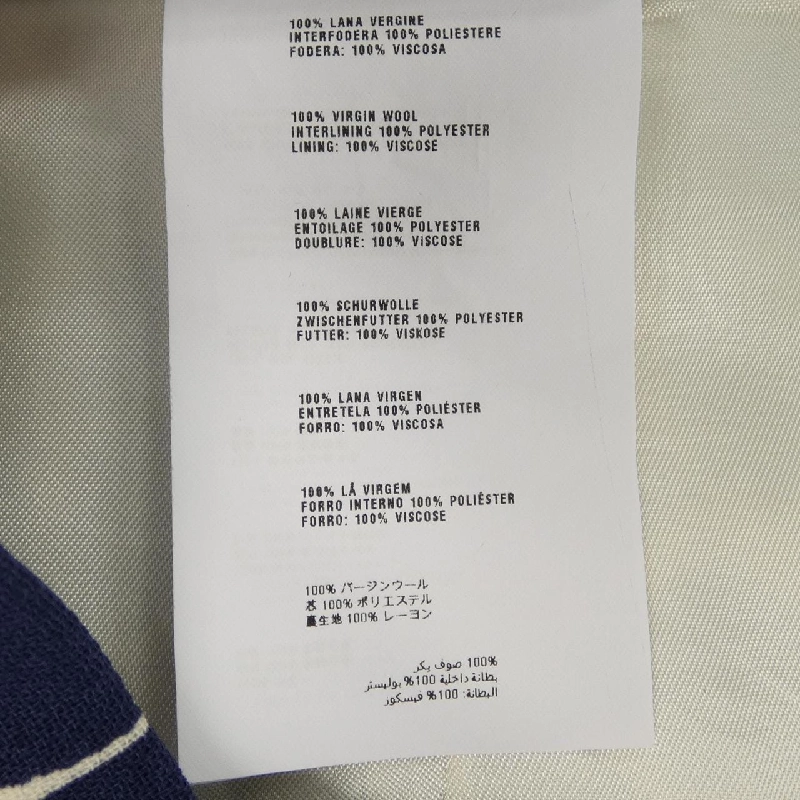 100% LANA VERGINE
INTERFODERA 100% POLIESTERE
FODERA: 100% VISCOSA
100% VIRGIN WOOL
INTERLINING 100% POLYESTER
LINING: 100% VISCOSE
100% LAINE VIERGE
ENTOILAGE 100% POLYESTER
DOUBLURE: 100% VISCOSE
100% SCHURWOLLE
ZWISCHENFUTTER 100% POLYESTER
FUTTER: 100% VISKOSE
100% LANA VIRGEN
ENTRETELA 100% POLIÉSTER
FORRO: 100% VISCOSA
100% LÃ VIRGEM
FORRO INTERNO 100% POLIÉSTER
FORRO: 100% VISCOSE
100% バージンウール
芯 100% ポリエステル
裏生地 100% レーヨン
100% صوف بكر
بطانة داخلية 100% بوليستر
البطانة: 100% فيسكوز